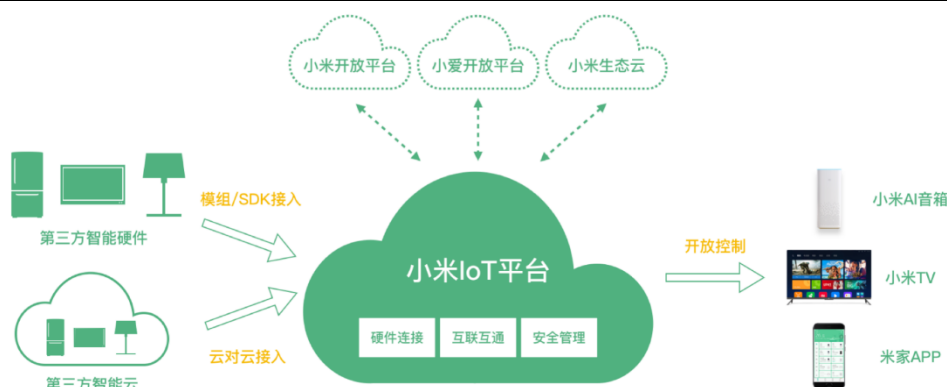 小米开放平台
小爱开放平台
小米生态云
模组/SDK接入
第三方智能硬件
小米AI音箱
开放控制
小米IoT平台
小米TV
硬件连接
互联互通
安全管理
云对云接入
米家APP
第三方智能云